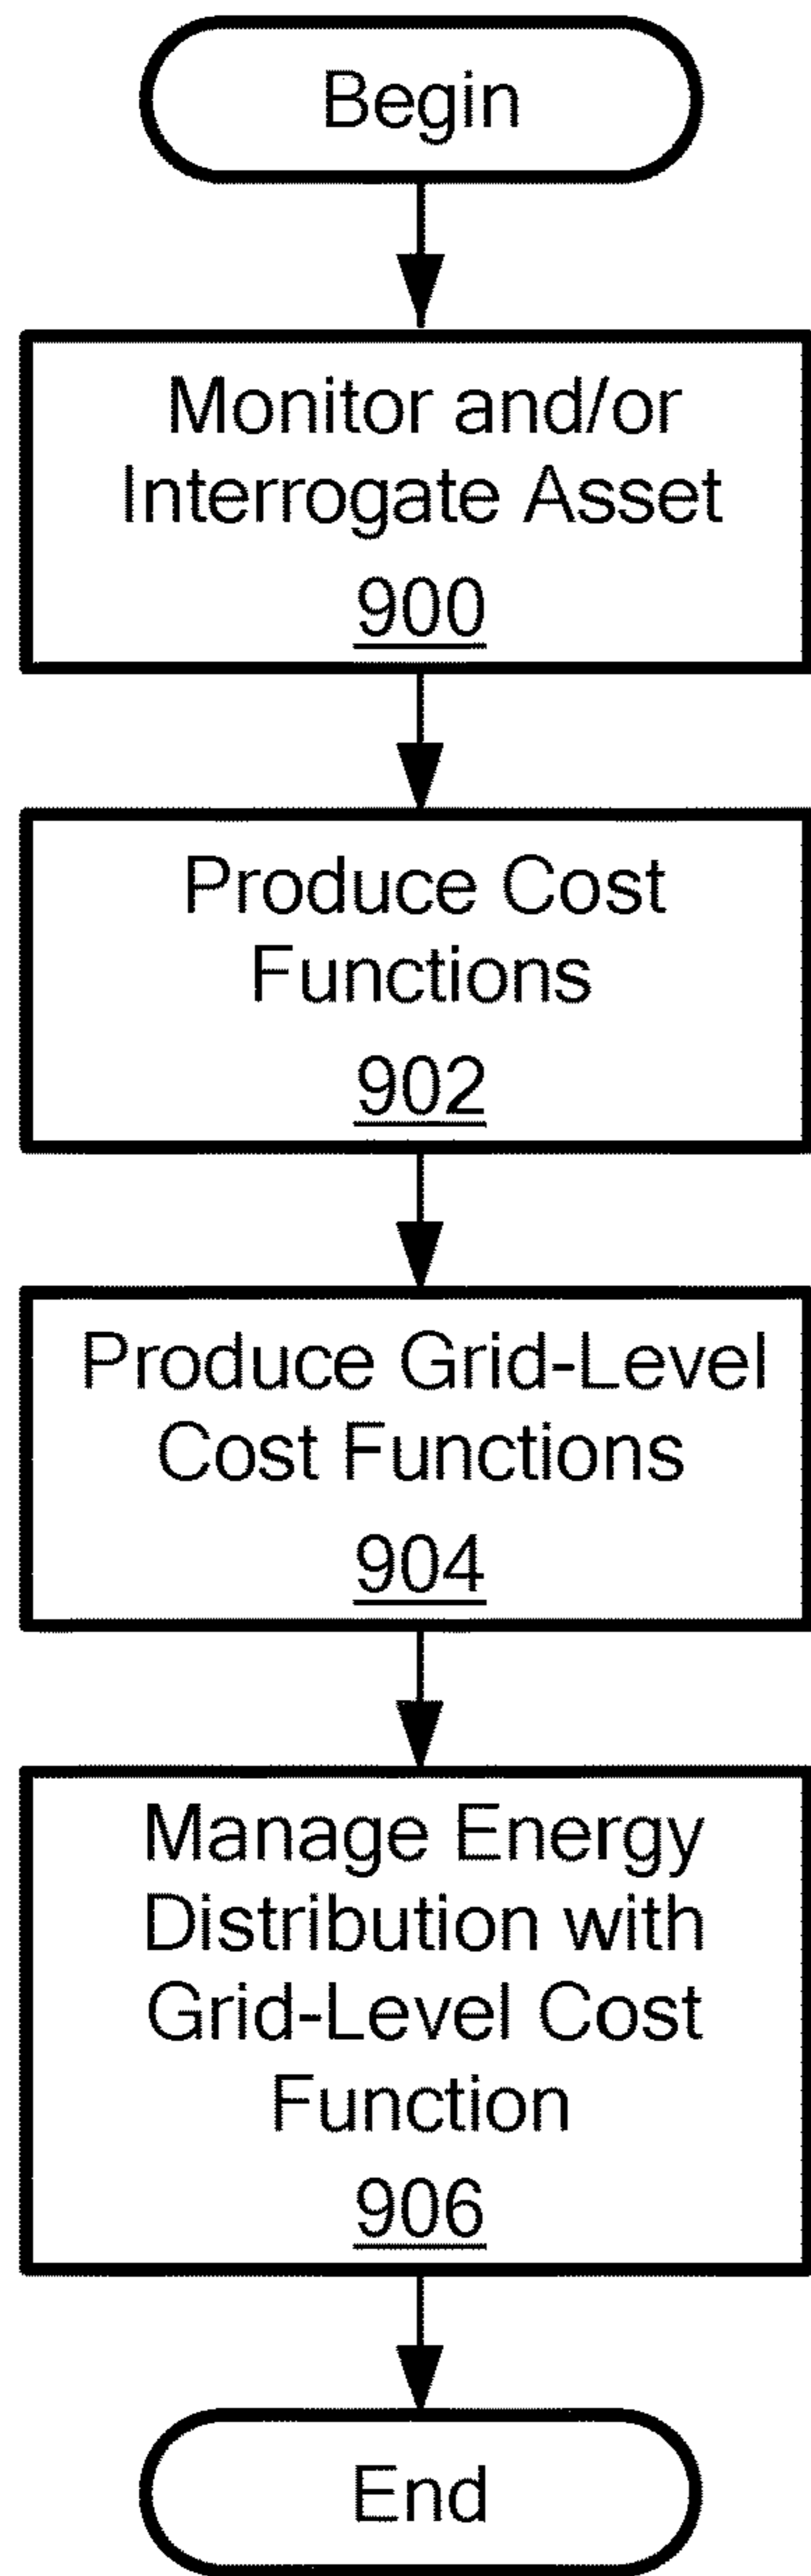 Begin
Monitor and/or
Interrogate Asset
900
Produce Cost
Functions
902
Produce Grid-Level
Cost Functions
904
Manage Energy
Distribution with
Grid-Level Cost
Function
906
End